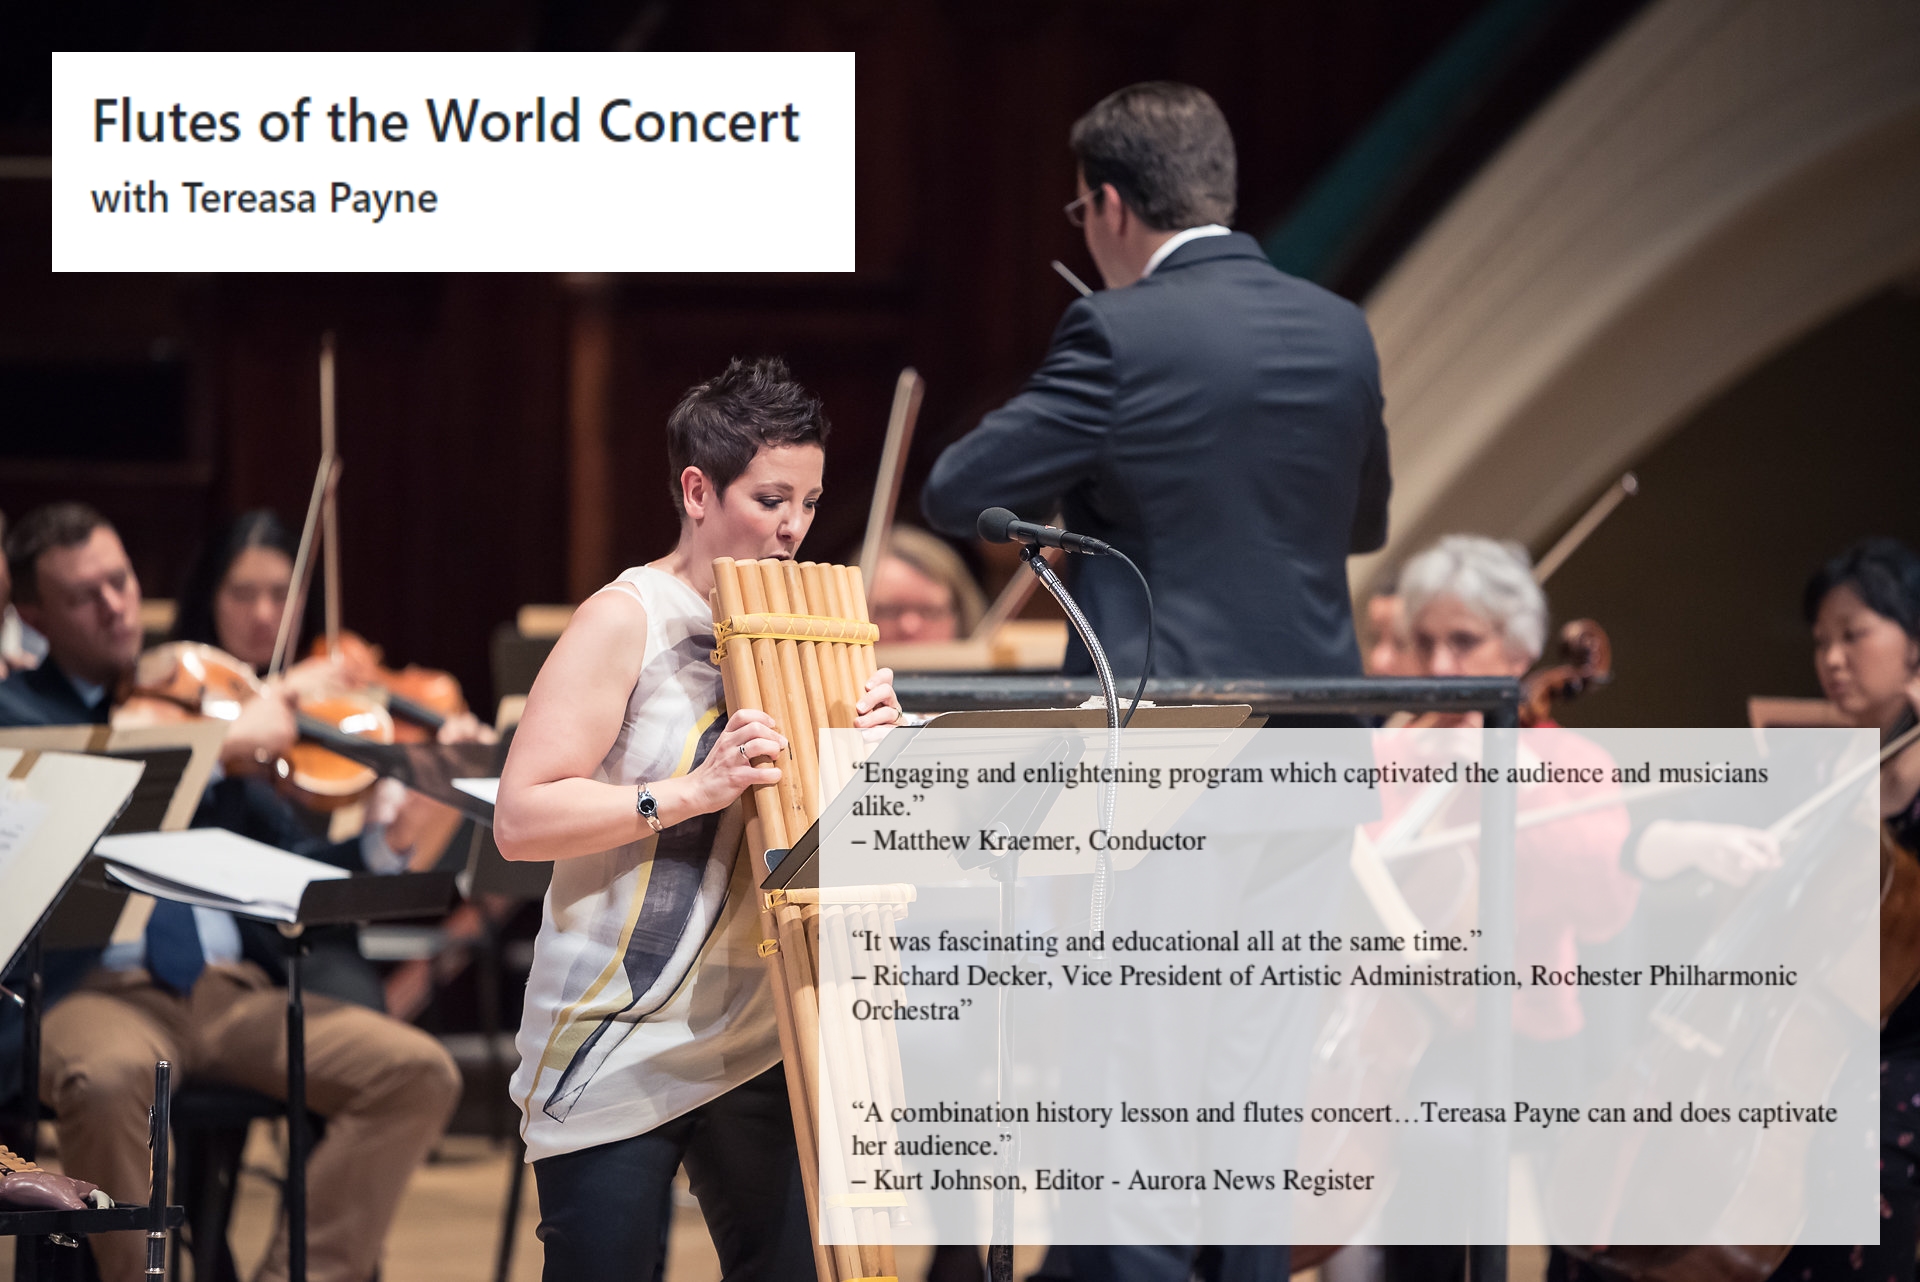 Flutes of the World Concert
with Tereasa Payne
“Engaging and enlightening program which captivated the audience and musicians
alike.”
– Matthew Kraemer, Conductor
“It was fascinating and educational all at the same time.”
– Richard Decker, Vice President of Artistic Administration, Rochester Philharmonic
Orchestra”
“A combination history lesson and flutes concert…Tereasa Payne can and does captivate
her audience.”
– Kurt Johnson, Editor - Aurora News Register